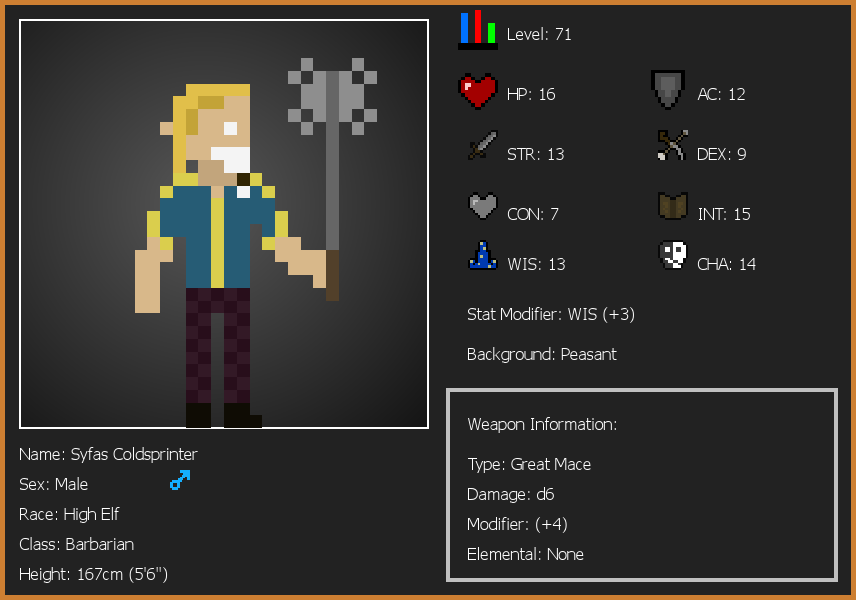 Level: 71
HP: 16
AC: 12
STR: 13
DEX: 9
CON: 7
INT: 15
WIS: 13
CHA: 14
Stat Modifier: WIS (+3)
Background: Peasant
Weapon Information:
Type: Great Mace
Damage: d6
Modifier: (+4)
Elemental: None
Name: Syfas Coldsprinter
Sex: Male
Race: High Elf
Class: Barbarian
Height: 167cm (5'6")